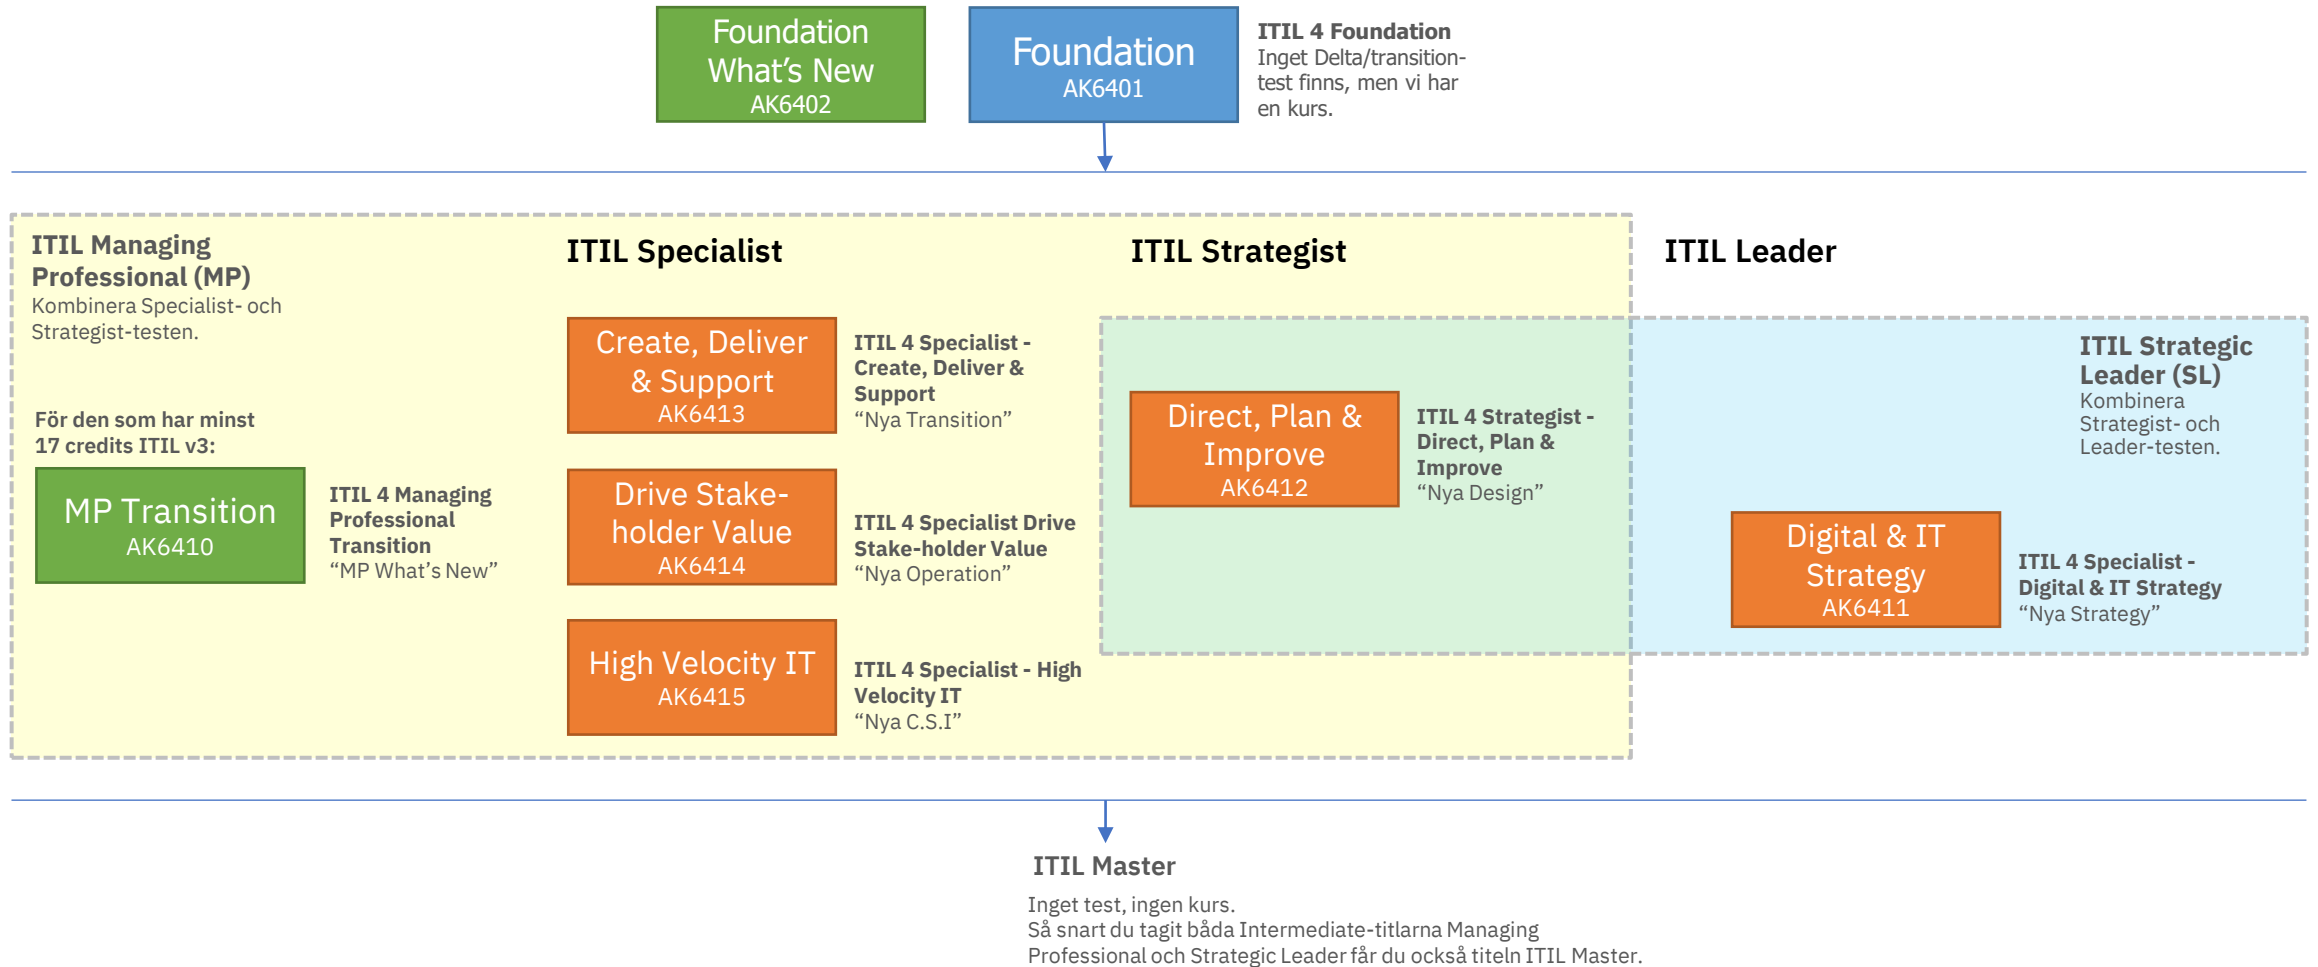 Foundation
What's New
AK6402
Foundation
AK6401
ITIL 4 Foundation
Inget Delta/transition-
test finns, men vi har
en kurs.
ITIL Managing
Professional (MP)
Kombinera Specialist- och
Strategist-testen.
För den som har minst
17 credits ITIL v3:
MP Transition
AK6410
ITIL 4 Managing
Professional
Transition
“MP What’s New”
ITIL Specialist
Create, Deliver
& Support
AK6413
ITIL 4 Specialist -
Create, Deliver &
Support
“Nya Transition”
Drive Stake-
holder Value
AK6414
ITIL 4 Specialist Drive
Stake-holder Value
“Nya Operation”
High Velocity IT
AK6415
ITIL 4 Specialist - High
Velocity IT
“Nya C.S.I”
ITIL Strategist
Direct, Plan &
Improve
AK6412
ITIL 4 Strategist -
Direct, Plan &
Improve
“Nya Design”
ITIL Leader
ITIL Strategic
Leader (SL)
Kombinera
Strategist- och
Leader-testen.
Digital & IT
Strategy
AK6411
ITIL 4 Specialist -
Digital & IT Strategy
“Nya Strategy”
ITIL Master
Inget test, ingen kurs.
Så snart du tagit båda Intermediate-titlarna Managing
Professional och Strategic Leader får du också titeln ITIL Master.